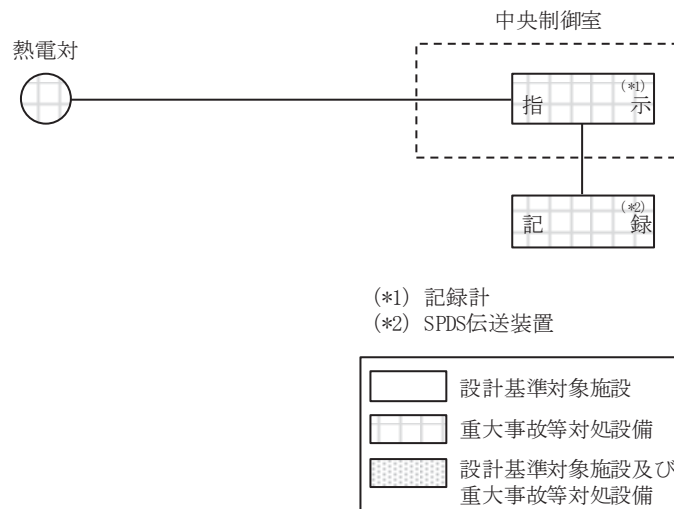 中央制御室
熱電対
指 示 (*1)
記 録 (*2)
(*1) 記録計
(*2) SPDS伝送装置
設計基準対象施設
重大事故等対処設備
設計基準対象施設及び
重大事故等対処設備